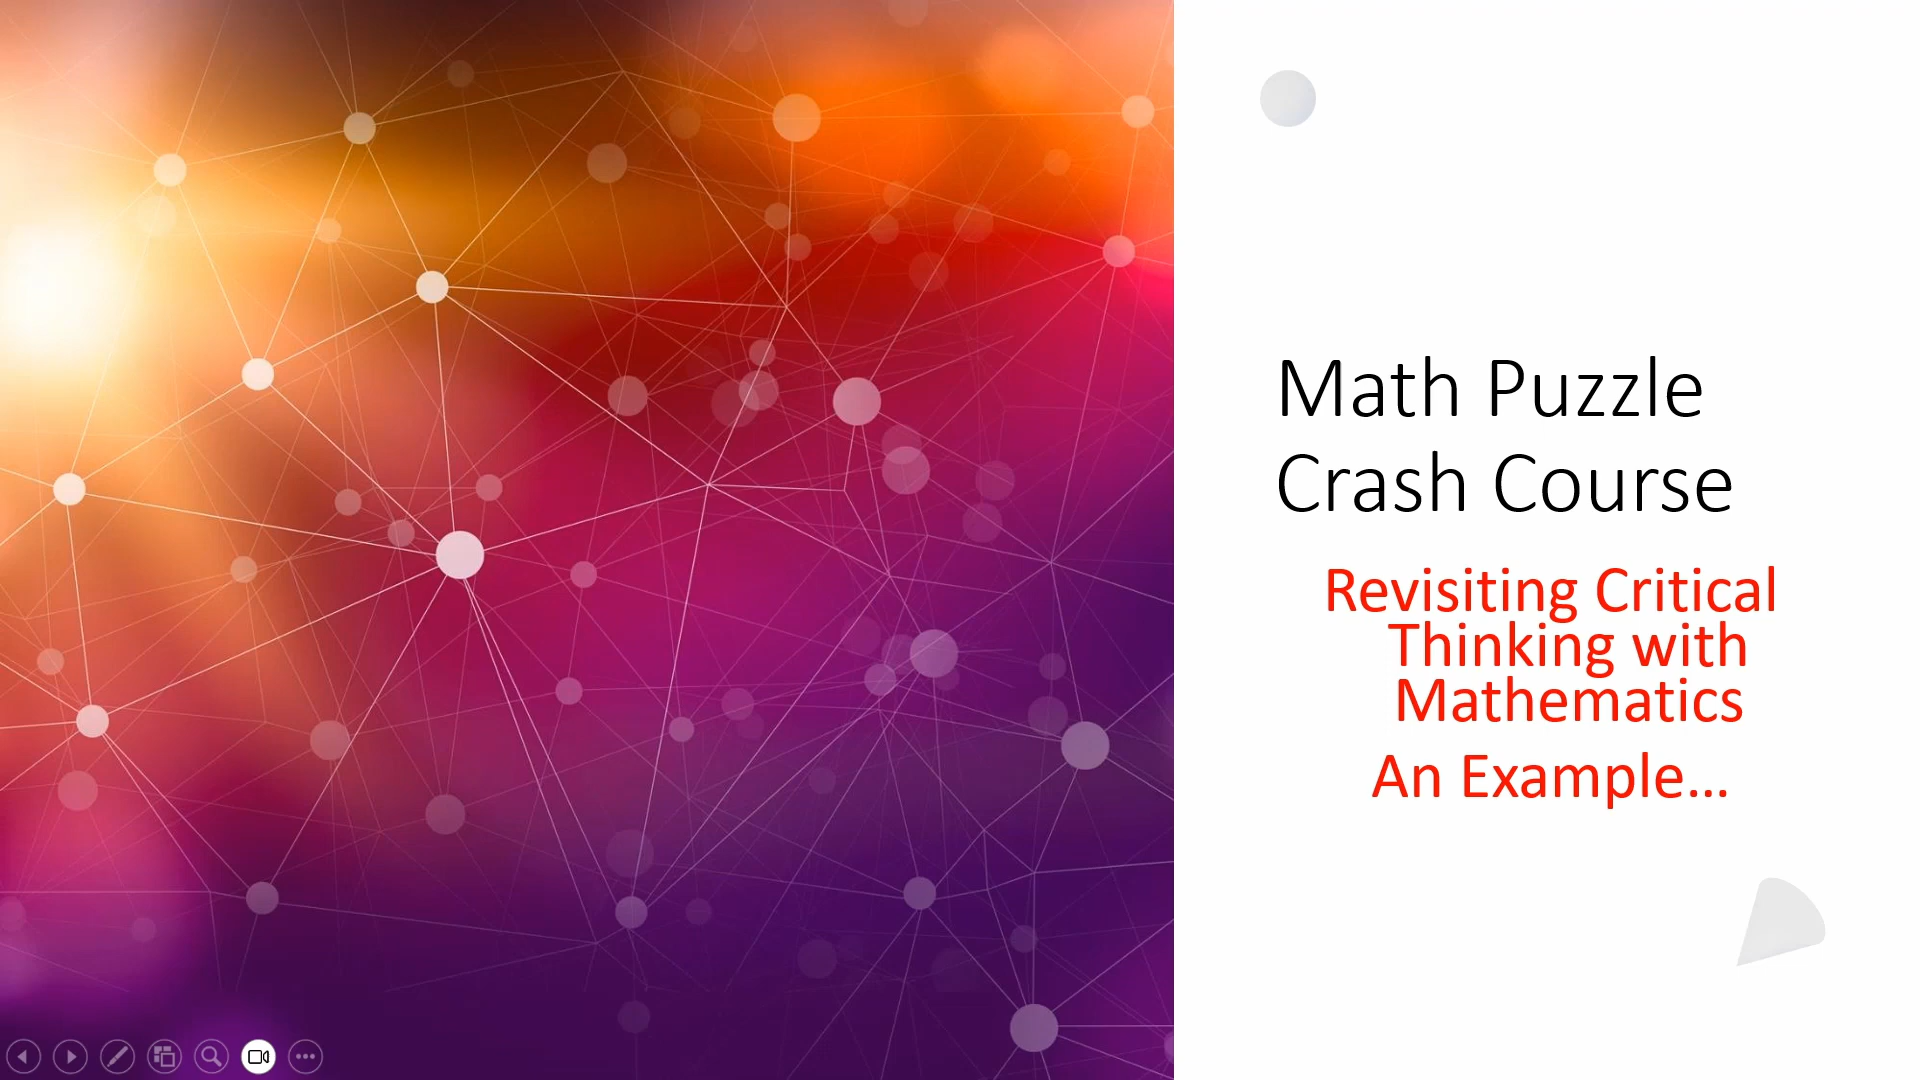 Math Puzzle
Crash Course
Revisiting Critical
Thinking with
Mathematics
An Example...